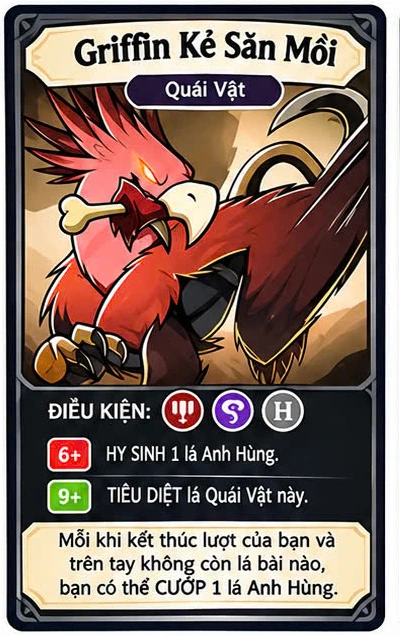 Griffin Kẻ Săn Mồi
Quái Vật
ĐIỀU KIỆN: H
6+ HY SINH 1 lá Anh Hùng.
9+ TIÊU DIỆT lá Quái Vật này.
Mỗi khi kết thúc lượt của bạn và
trên tay không còn lá bài nào,
bạn có thể CƯỚP 1 lá Anh Hùng.